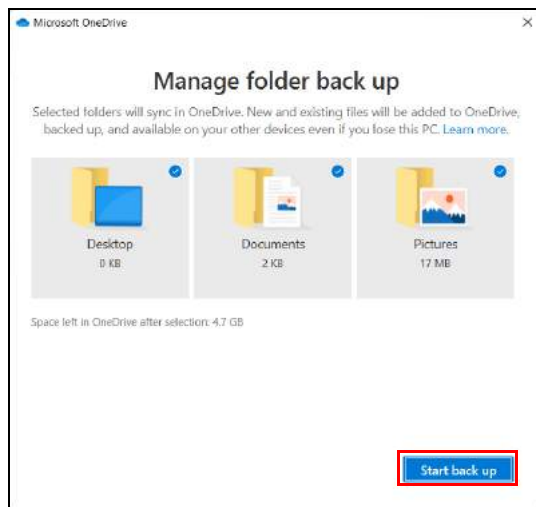 Microsoft OneDrive
Manage folder back up
Selected folders will sync in OneDrive. New and existing files will be added to OneDrive,
backed up, and available on your other devices even if you lose this PC. Learn more.
Desktop
0 KB
Documents
2 KB
Pictures
17 MB
Space left in OneDrive after selection: 4.7 GB
Start back up